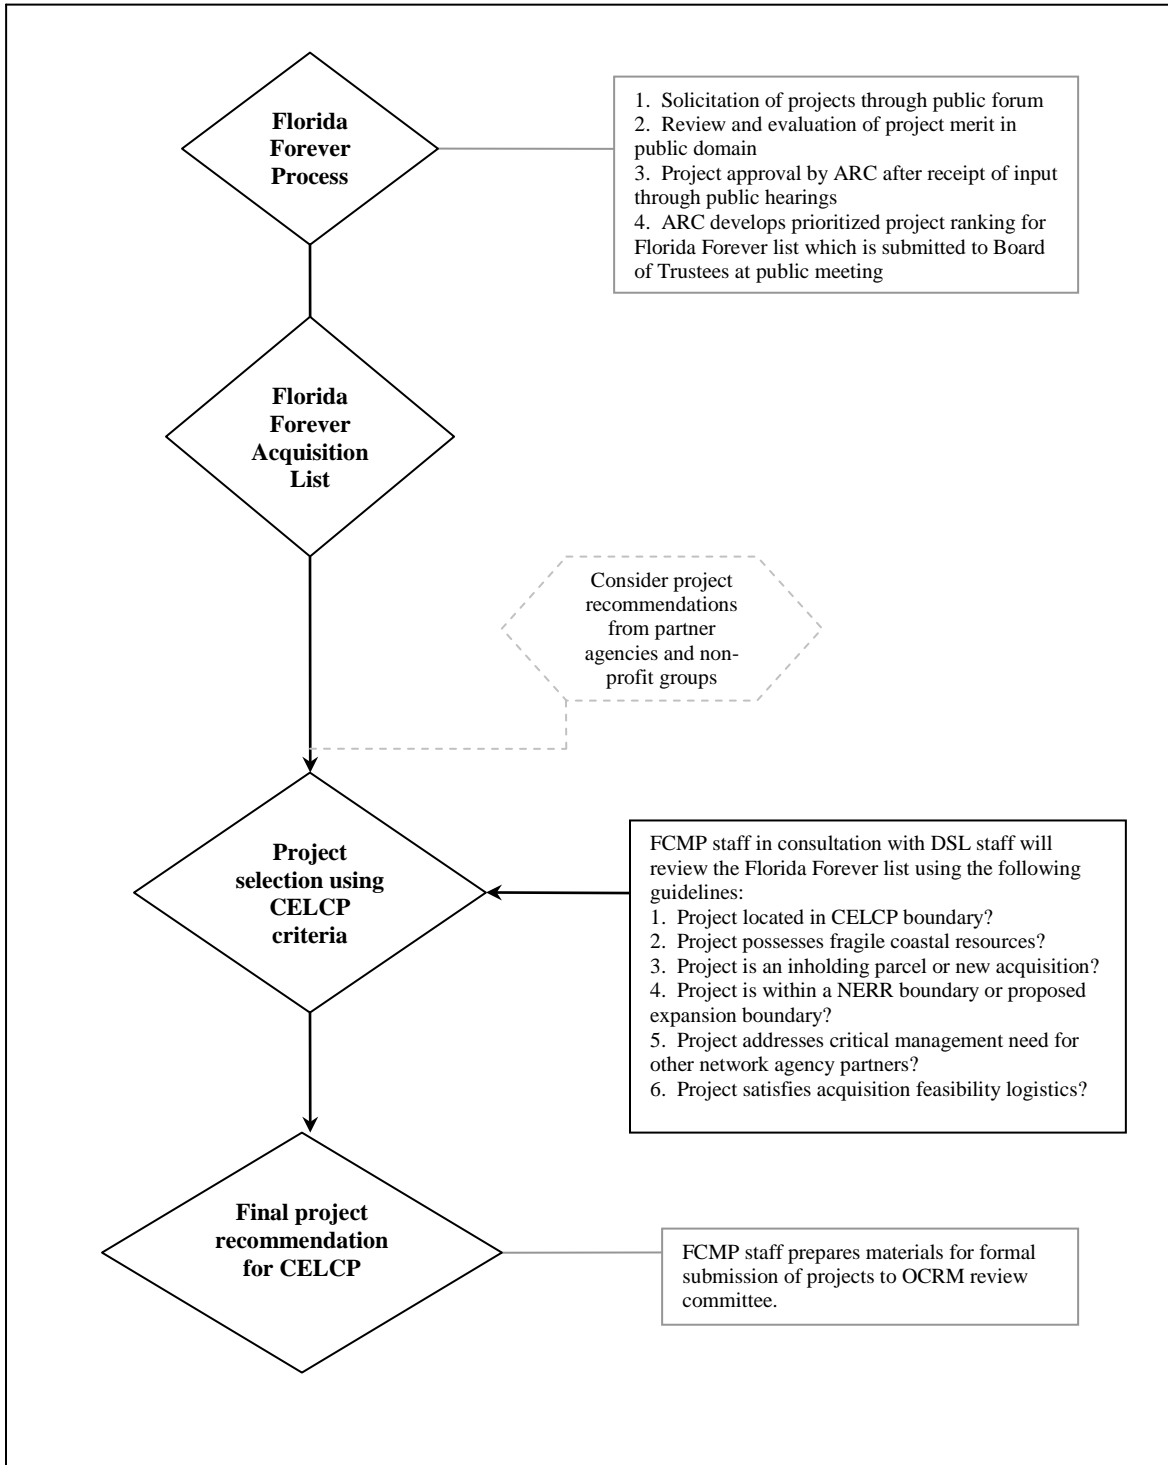 Florida
Forever
Process
1. Solicitation of projects through public forum
2. Review and evaluation of project merit in
public domain
3. Project approval by ARC after receipt of input
through public hearings
4. ARC develops prioritized project ranking for
Florida Forever list which is submitted to Board
of Trustees at public meeting
Florida
Forever
Acquisition
List
Consider project
recommendations
from partner
agencies and non-
profit groups
Project
selection using
CELCP
criteria
FCMP staff in consultation with DSL staff will
review the Florida Forever list using the following
guidelines:
1. Project located in CELCP boundary?
2. Project possesses fragile coastal resources?
3. Project is an inholding parcel or new acquisition?
4. Project is within a NERR boundary or proposed
expansion boundary?
5. Project addresses critical management need for
other network agency partners?
6. Project satisfies acquisition feasibility logistics?
Final project
recommendation
for CELCP
FCMP staff prepares materials for formal
submission of projects to OCRM review
committee.